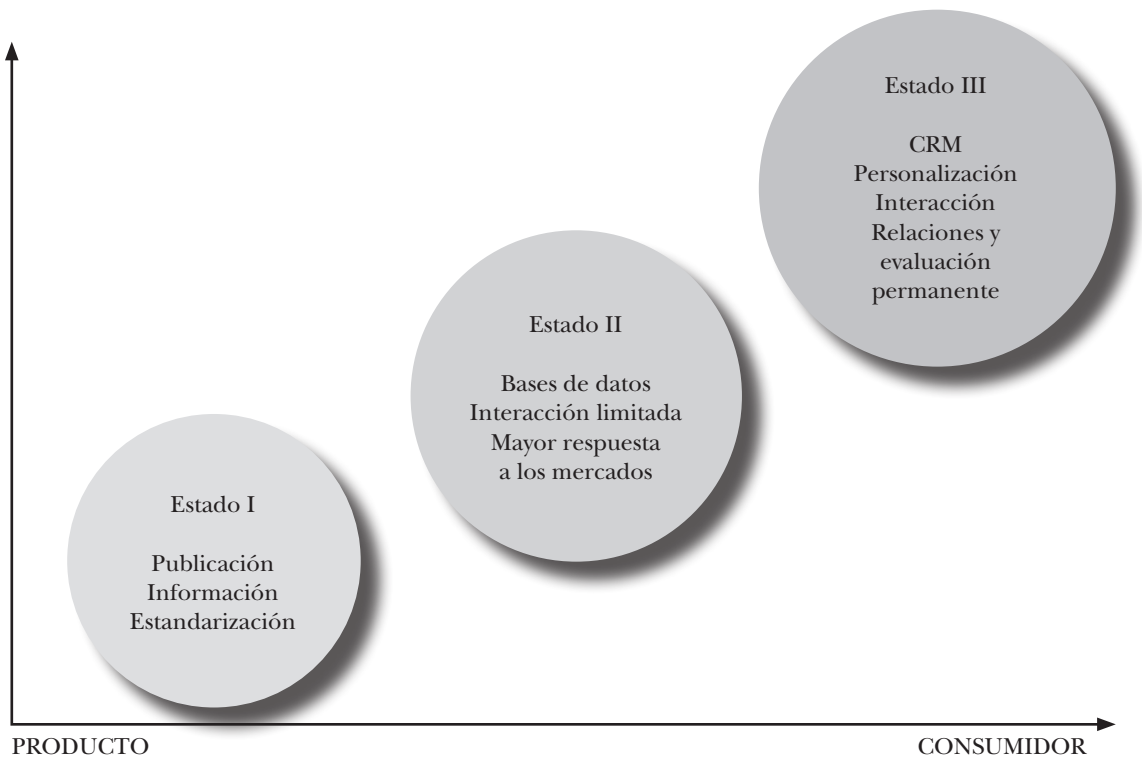 Estado III
CRM
Personalización
Interacción
Relaciones y
evaluación
permanente
Estado II
Bases de datos
Interacción limitada
Mayor respuesta
a los mercados
Estado I
Publicación
Información
Estandarización
PRODUCTO
CONSUMIDOR